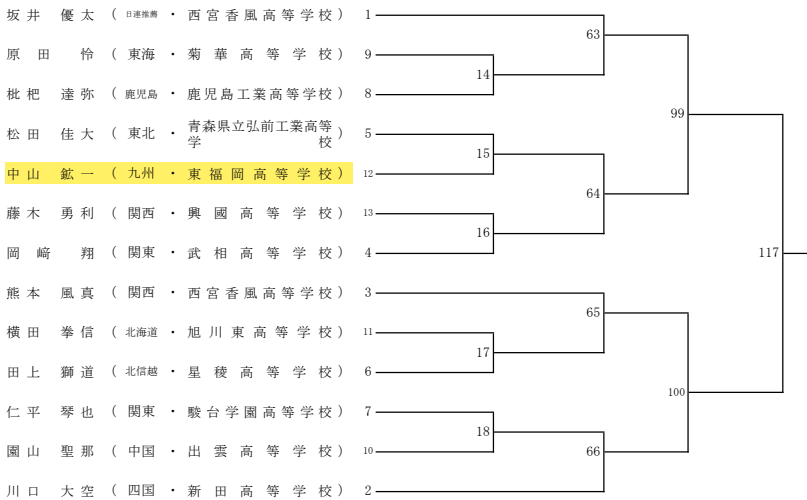 坂井 優太 ( 日連推薦 ・ 西宮香風高等学校 ) 1
原田 怜 ( 東海 ・ 菊華高等学校 ) 9
枇杷 達弥 ( 鹿児島 ・ 鹿児島工業高等学校 ) 8
松田 佳大 ( 東北 ・ 青森県立弘前工業高等学校 ) 5
中山 鉱一 ( 九州 ・ 東福岡高等学校 ) 12
藤木 勇利 ( 関西 ・ 興國高等学校 ) 13
岡﨑 翔 ( 関東 ・ 武相高等学校 ) 4
熊本 風真 ( 関西 ・ 西宮香風高等学校 ) 3
横田 拳信 ( 北海道 ・ 旭川東高等学校 ) 11
田上 獅道 ( 北信越 ・ 星稜高等学校 ) 6
仁平 琴也 ( 関東 ・ 駿台学園高等学校 ) 7
園山 聖那 ( 中国 ・ 出雲高等学校 ) 10
川口 大空 ( 四国 ・ 新田高等学校 ) 2
14
15
16
17
18
63
64
65
66
99
100
117